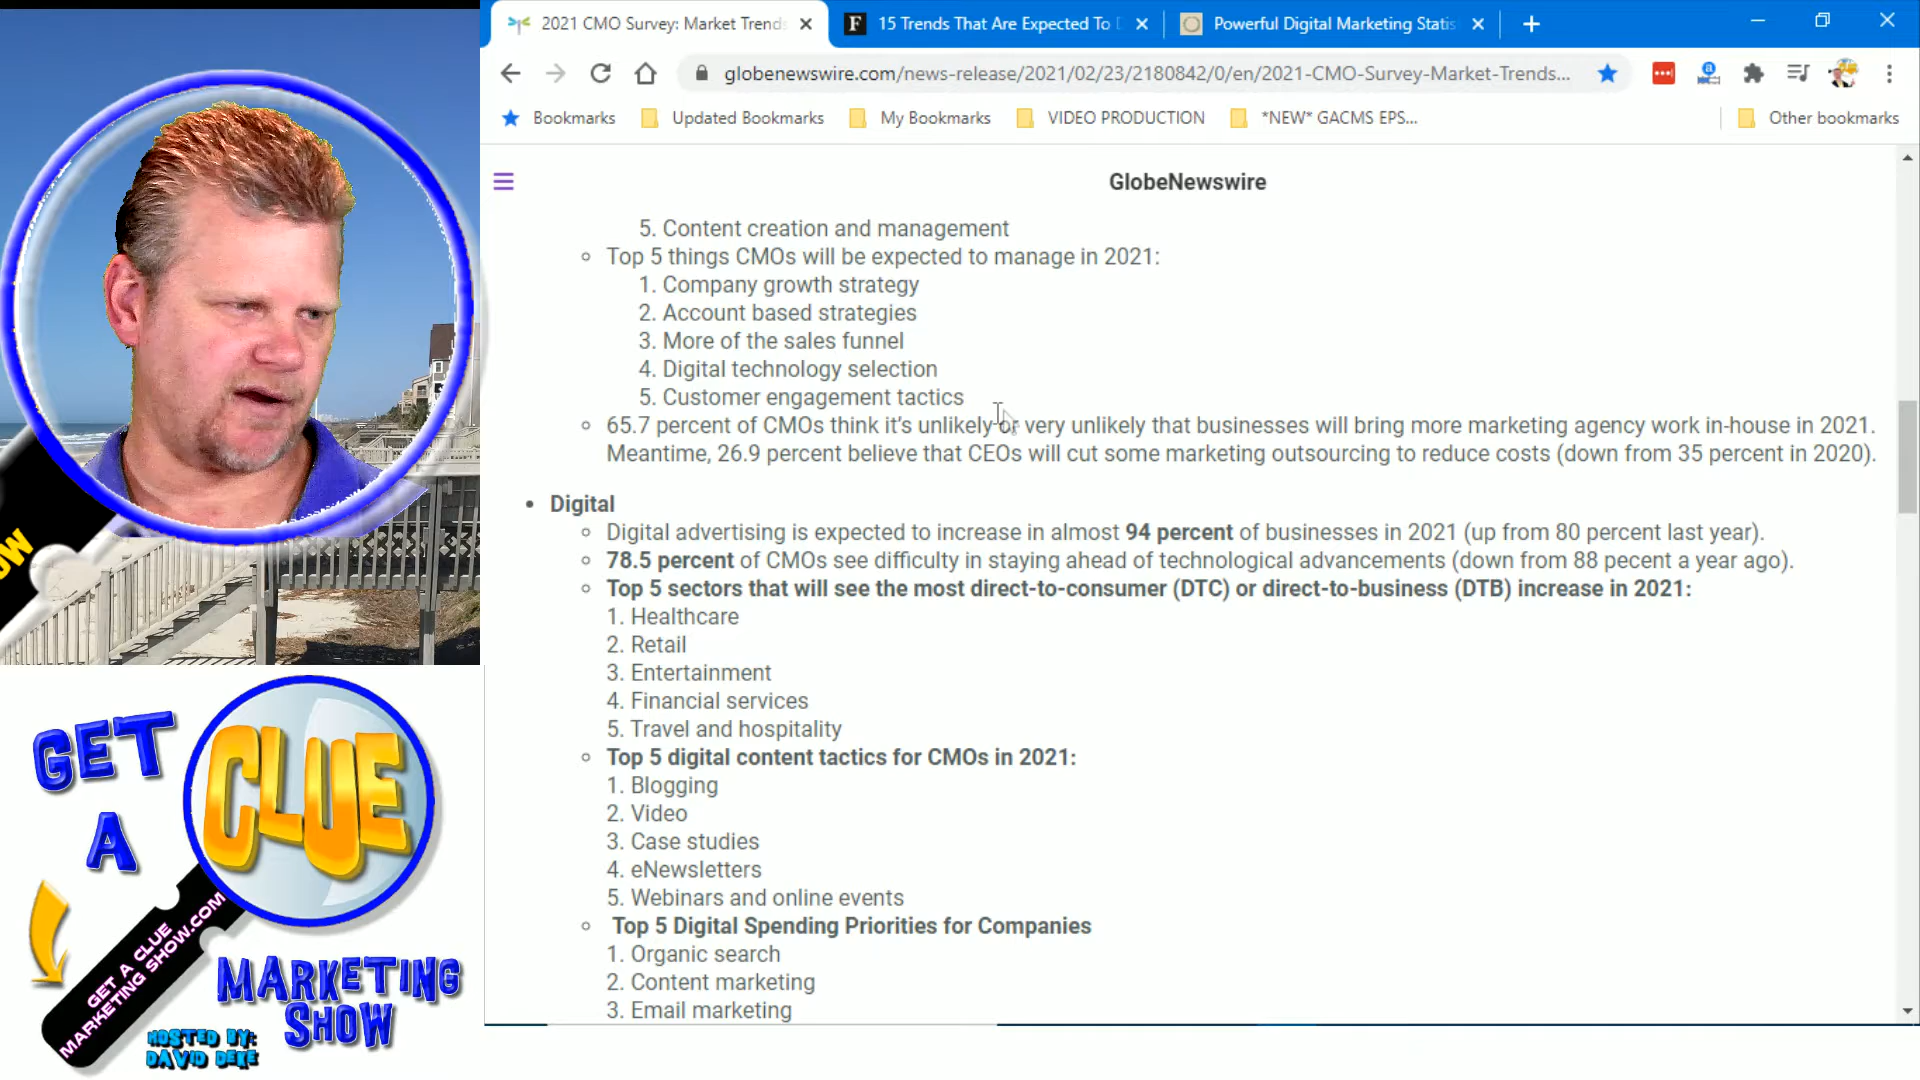 2021 CMO Survey: Market Trends
15 Trends That Are Expected To D
Powerful Digital Marketing Statis
globenewswire.com/news-release/2021/02/23/2180842/0/en/2021-CMO-Survey-Market-Trends...
Bookmarks
Updated Bookmarks
My Bookmarks
VIDEO PRODUCTION
*NEW* GACMS EPS...
Other bookmarks
GlobeNewswire
5. Content creation and management
Top 5 things CMOs will be expected to manage in 2021:
1. Company growth strategy
2. Account based strategies
3. More of the sales funnel
4. Digital technology selection
5. Customer engagement tactics
65.7 percent of CMOs think it's unlikely or very unlikely that businesses will bring more marketing agency work in-house in 2021.
Meantime, 26.9 percent believe that CEOs will cut some marketing outsourcing to reduce costs (down from 35 percent in 2020).
Digital
Digital advertising is expected to increase in almost 94 percent of businesses in 2021 (up from 80 percent last year).
78.5 percent of CMOs see difficulty in staying ahead of technological advancements (down from 88 pecent a year ago).
Top 5 sectors that will see the most direct-to-consumer (DTC) or direct-to-business (DTB) increase in 2021:
1. Healthcare
2. Retail
3. Entertainment
4. Financial services
5. Travel and hospitality
Top 5 digital content tactics for CMOs in 2021:
1. Blogging
2. Video
3. Case studies
4. eNewsletters
5. Webinars and online events
Top 5 Digital Spending Priorities for Companies
1. Organic search
2. Content marketing
3. Email marketing
OW
GET
A
CLUE
GET A CLUE
MARKETING SHOW.COM
MARKETING
SHOW
HOSTED BY:
DAVID DEKE